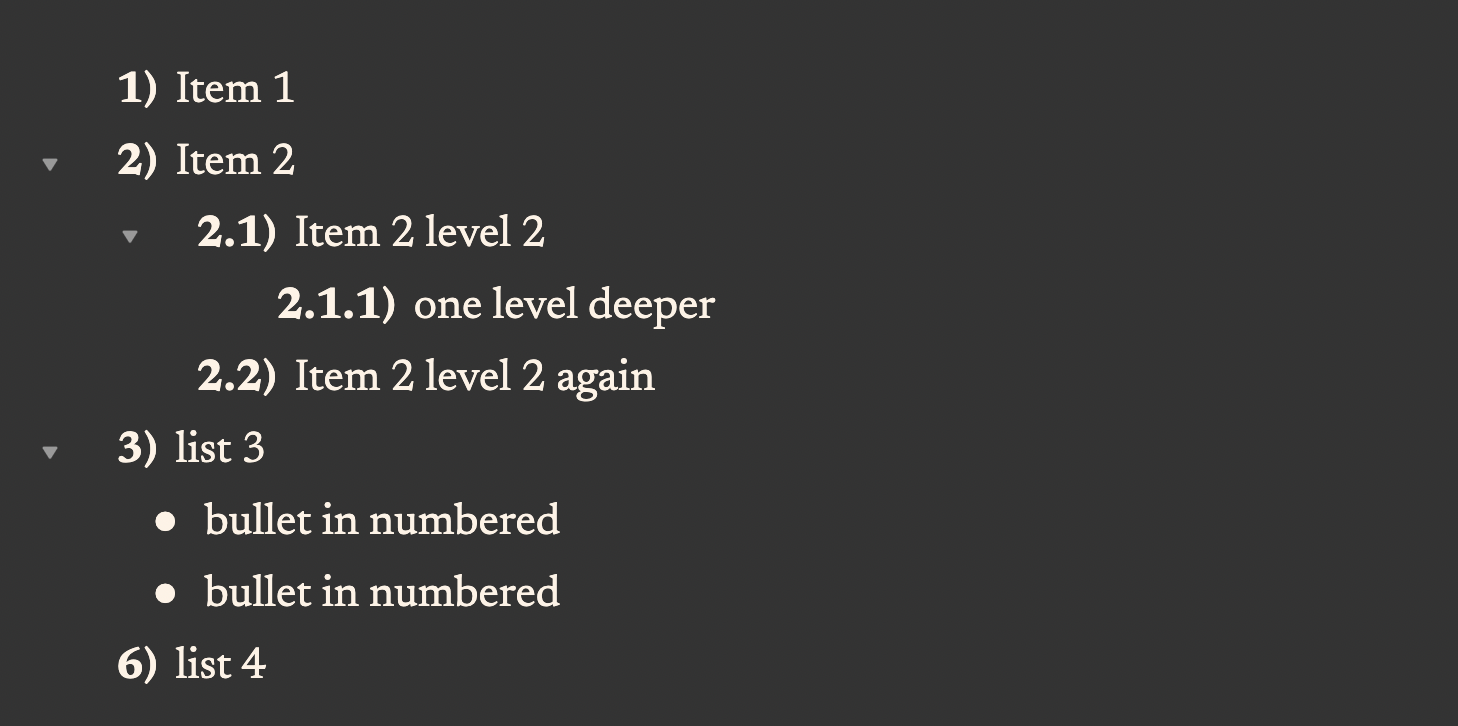 1) Item 1
2) Item 2
2.1) Item 2 level 2
2.1.1) one level deeper
2.2) Item 2 level 2 again
3) list 3
● bullet in numbered
● bullet in numbered
6) list 4